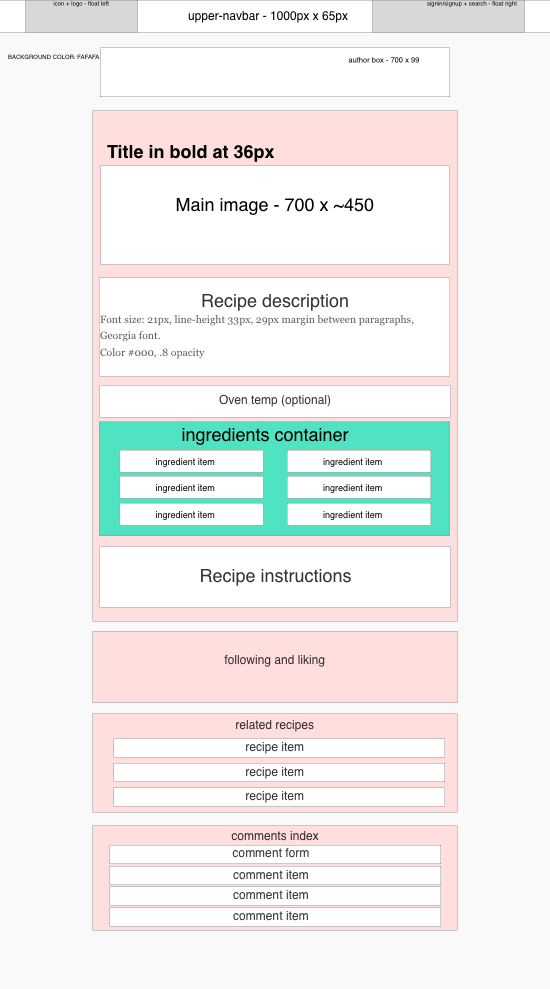 icon + logo - float left
upper-navbar - 1000px x 65px
signin/signup + search - float right
BACKGROUND COLOR: FAFAFA
author box - 700 x 99
Title in bold at 36px
Main image - 700 x ~450
Recipe description
Font size: 21px, line-height 33px, 29px margin between paragraphs,
Georgia font.
Color #000, .8 opacity
Oven temp (optional)
ingredients container
ingredient item
ingredient item
ingredient item
ingredient item
ingredient item
ingredient item
Recipe instructions
following and liking
related recipes
recipe item
recipe item
recipe item
comments index
comment form
comment item
comment item
comment item